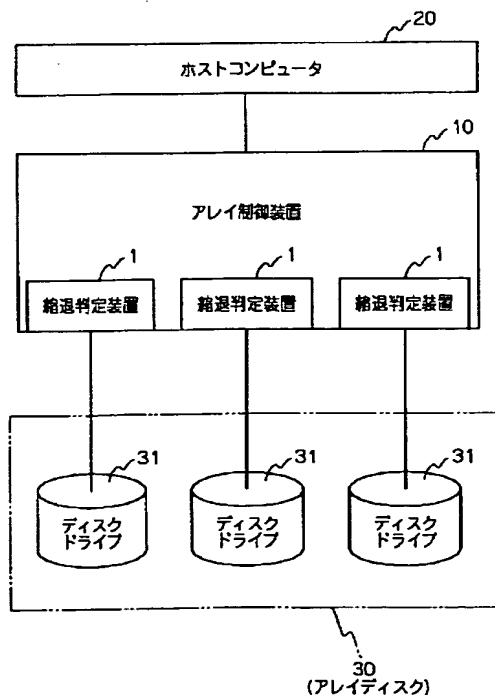 20
ホストコンピュータ
10
アレイ制御装置
1 1 1
縮退判定装置 縮退判定装置 縮退判定装置
31 31 31
ディスク
ドライブ
ディスク
ドライブ
ディスク
ドライブ
30
(アレイディスク)